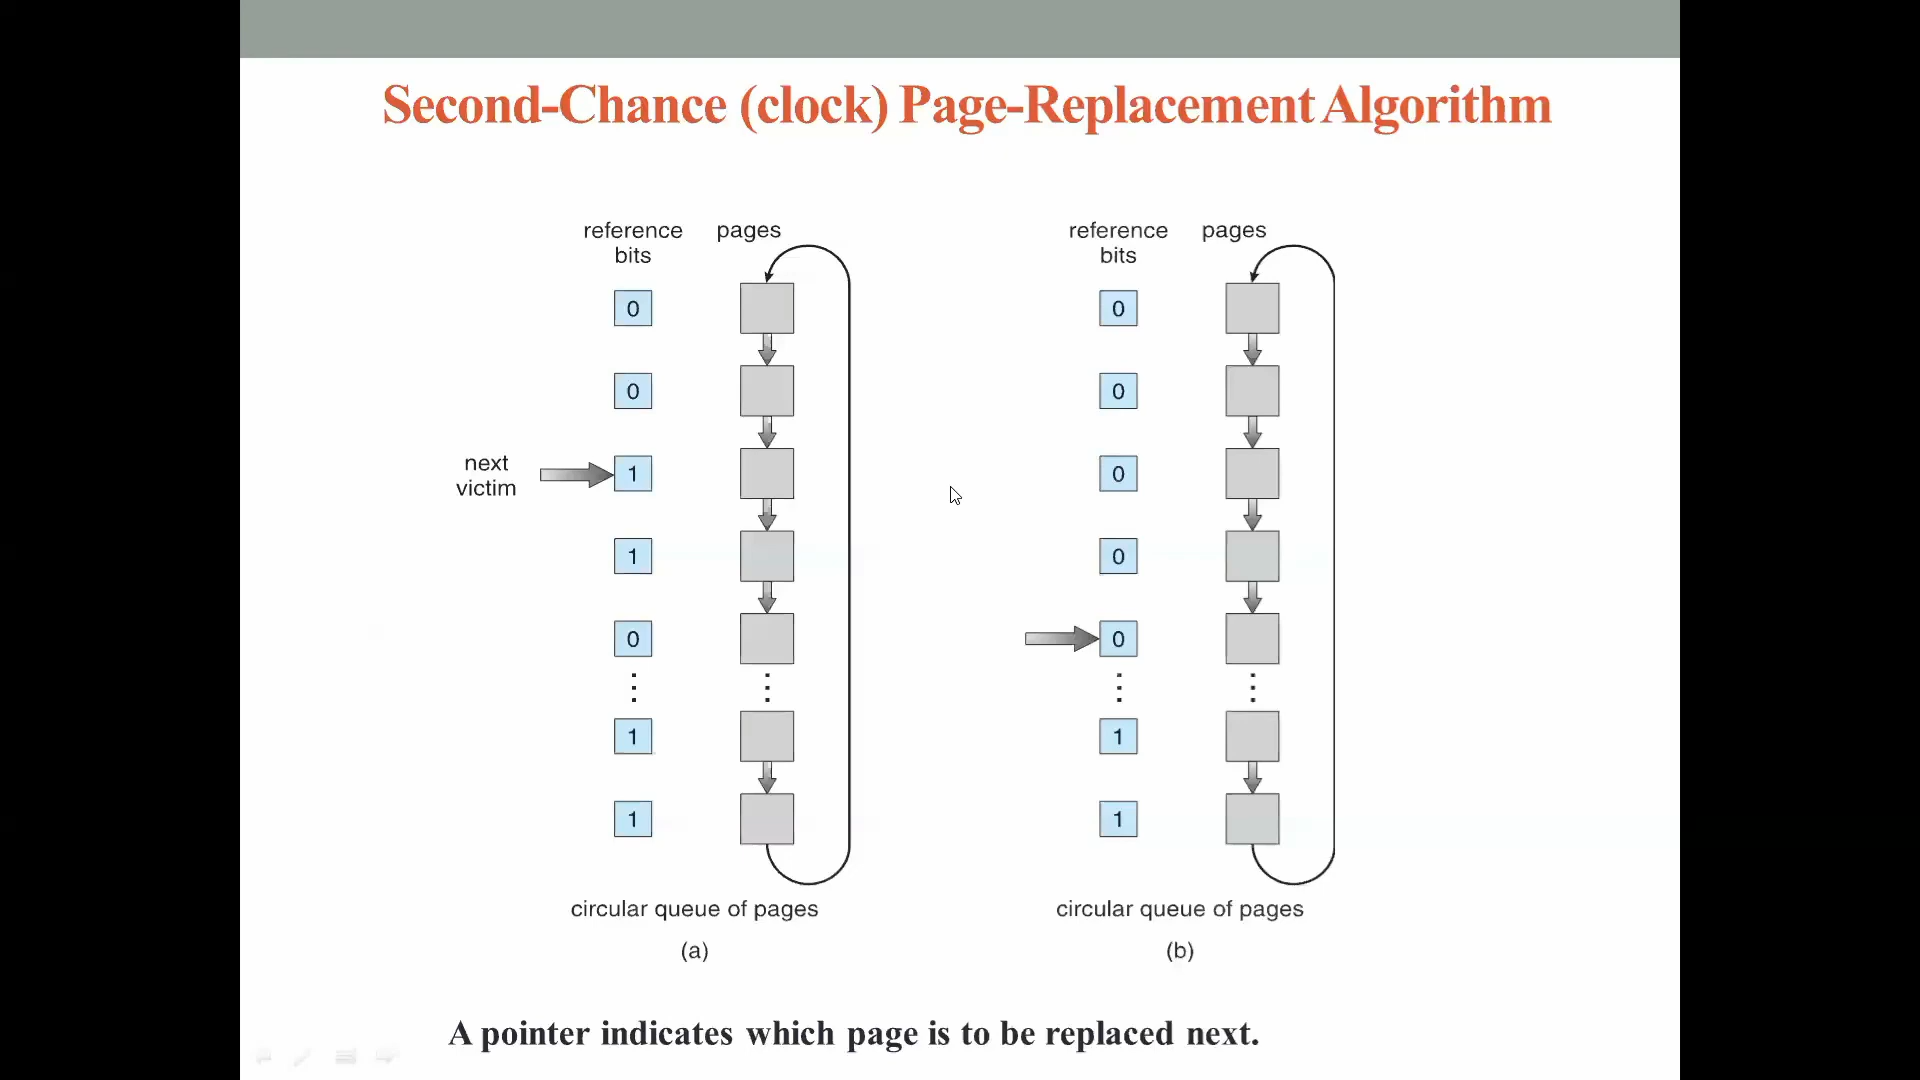 Second-Chance (clock) Page-Replacement Algorithm
reference bits pages
0
0
next victim 1
1
0
1
1
circular queue of pages
(a)
reference bits pages
0
0
0
0
0
1
1
circular queue of pages
(b)
A pointer indicates which page is to be replaced next.